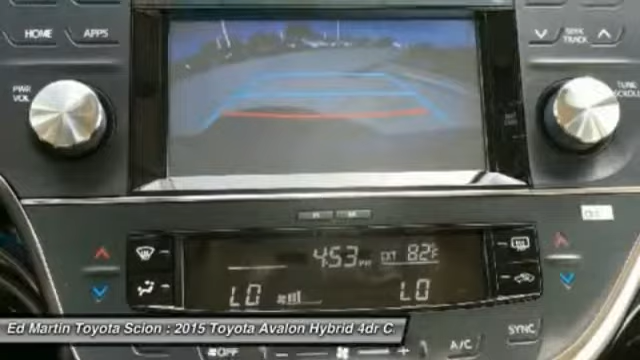 HOME APPS
SEEK
TRACK
PWR
VOL
TUNE
SCROLL
4:53 PM 82°F
LO LO
Ed Martin Toyota Scion : 2015 Toyota Avalon Hybrid 4dr C
SYNC
OFF - + A/C